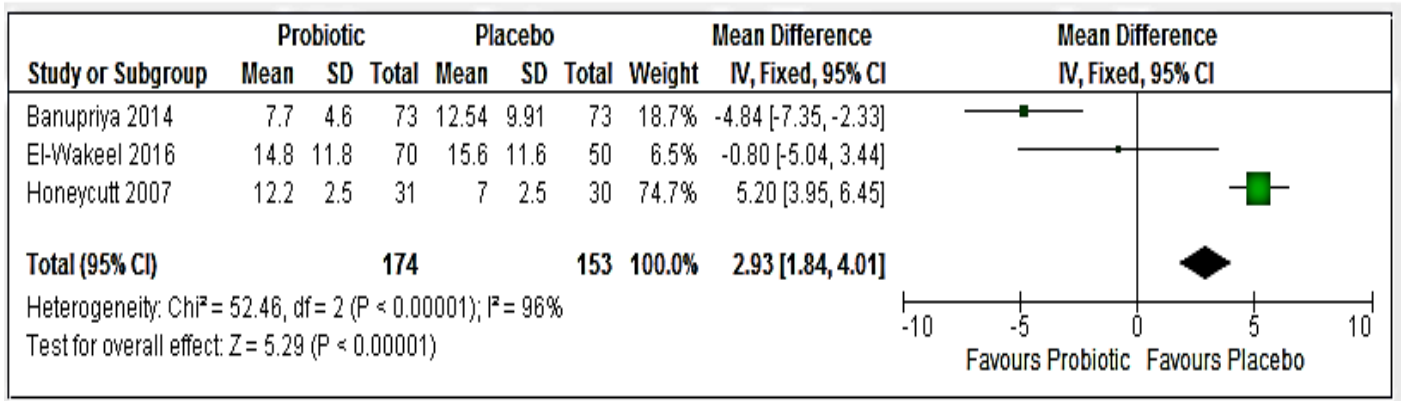 Probiotic Placebo Mean Difference Mean Difference
Study or Subgroup Mean SD Total Mean SD Total Weight IV, Fixed, 95% CI IV, Fixed, 95% CI
Banupriya 2014 7.7 4.6 73 12.54 9.91 73 18.7% -4.84 [-7.35, -2.33]
El-Wakeel 2016 14.8 11.8 70 15.6 11.6 50 6.5% -0.80 [-5.04, 3.44]
Honeycutt 2007 12.2 2.5 31 7 2.5 30 74.7% 5.20 [3.95, 6.45]
Total (95% CI) 174 153 100.0% 2.93 [1.84, 4.01]
Heterogeneity: Chi² = 52.46, df = 2 (P < 0.00001); I² = 96%
Test for overall effect: Z = 5.29 (P < 0.00001)
-10 -5 0 5 10
Favours Probiotic Favours Placebo